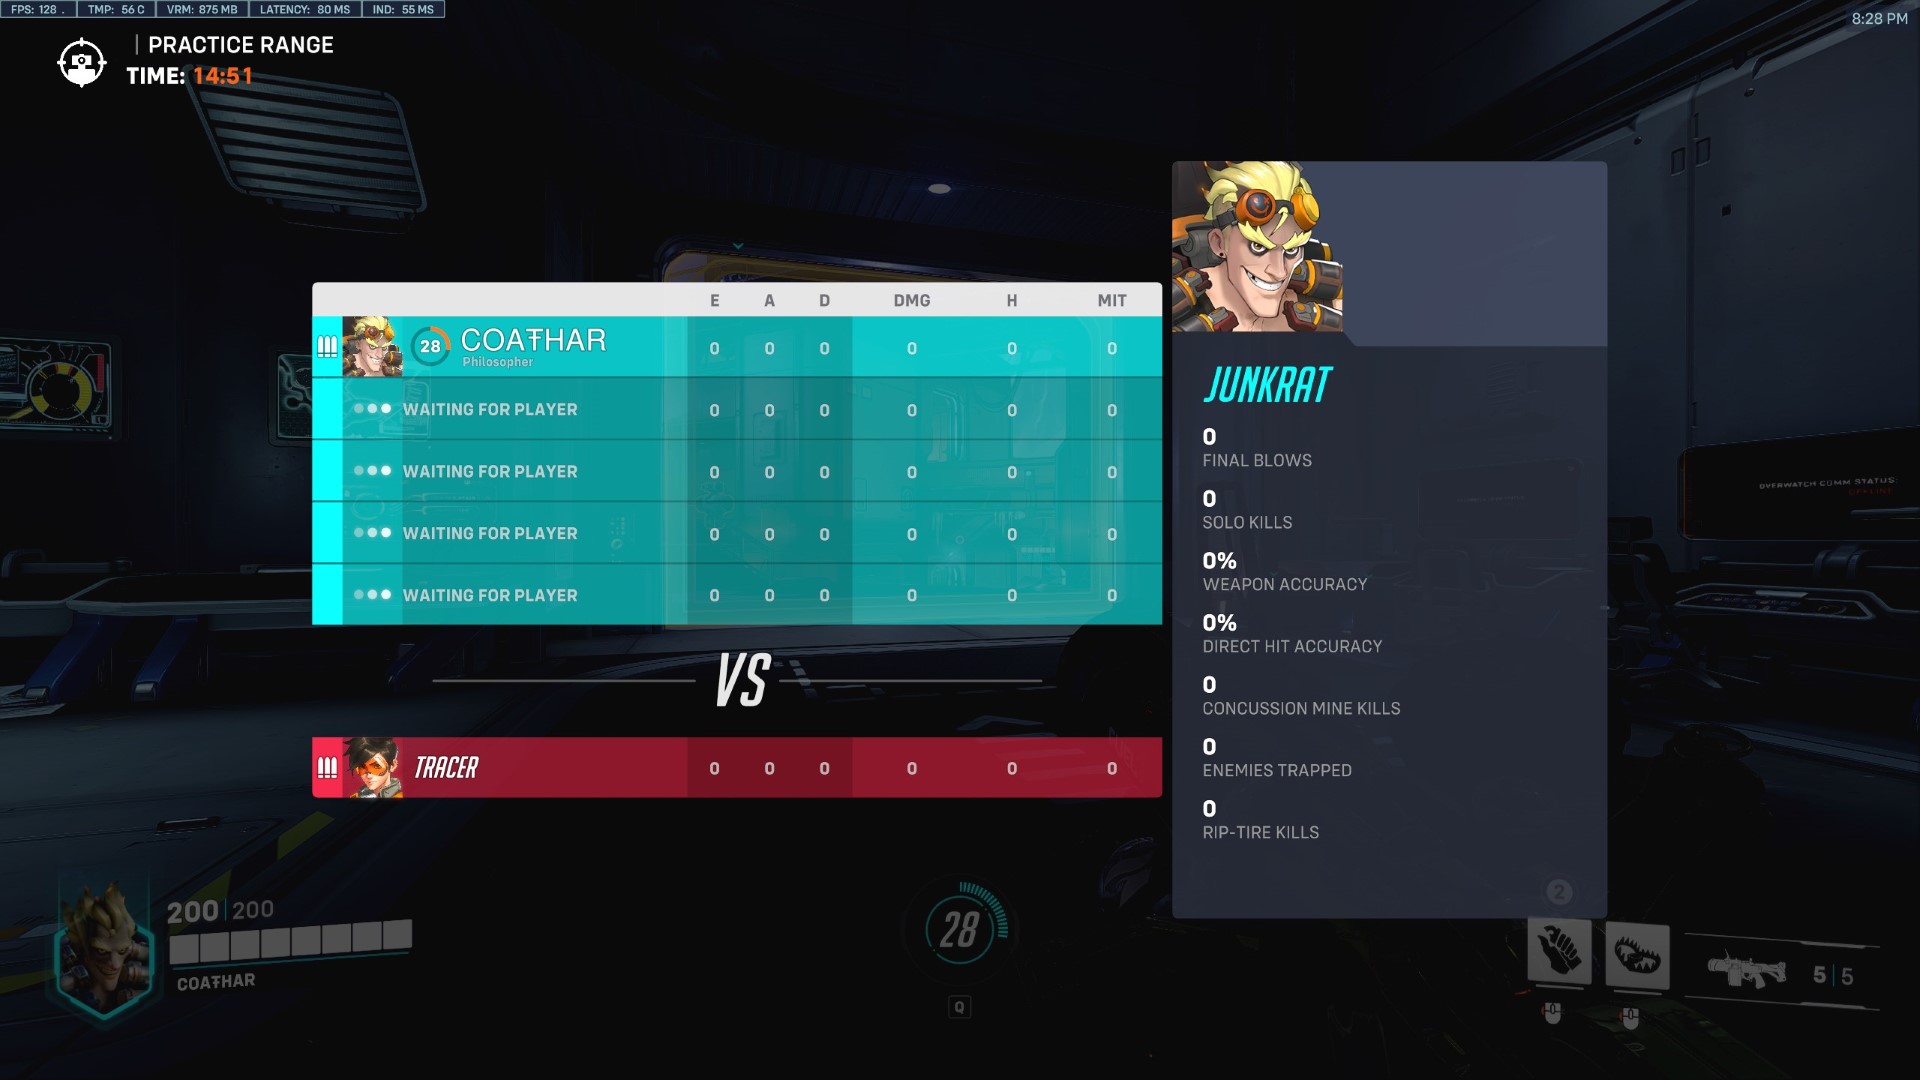 FPS: 128 . TMP: 56 C VRM: 875 MB LATENCY: 80 MS IND: 55 MS
8:28 PM
| PRACTICE RANGE
TIME: 14:51
E A D DMG H MIT
28 COAŦHAR 0 0 0 0 0 0
Philosopher
WAITING FOR PLAYER 0 0 0 0 0 0
WAITING FOR PLAYER 0 0 0 0 0 0
WAITING FOR PLAYER 0 0 0 0 0 0
WAITING FOR PLAYER 0 0 0 0 0 0
VS
TRACER 0 0 0 0 0 0
JUNKRAT
0
FINAL BLOWS
0
SOLO KILLS
0%
WEAPON ACCURACY
0%
DIRECT HIT ACCURACY
0
CONCUSSION MINE KILLS
0
ENEMIES TRAPPED
0
RIP-TIRE KILLS
OVERWATCH COMM STATUS:
OFFLINE
200 | 200
COAŦHAR
28
Q
2
5 | 5